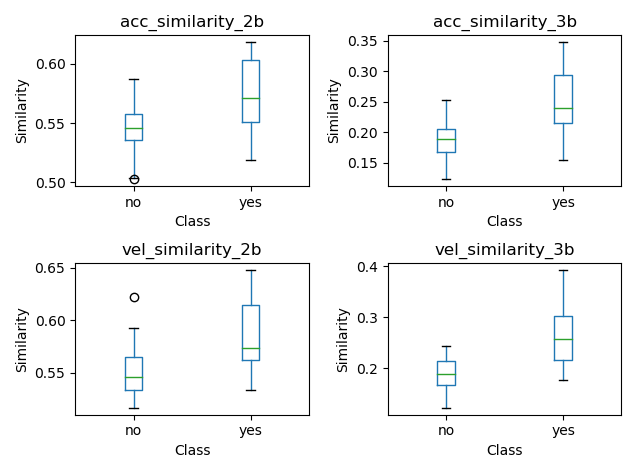 acc_similarity_2b
Similarity
0.60
0.55
0.50
no yes
Class
acc_similarity_3b
Similarity
0.35
0.30
0.25
0.20
0.15
no yes
Class
vel_similarity_2b
Similarity
0.65
0.60
0.55
no yes
Class
vel_similarity_3b
Similarity
0.4
0.3
0.2
no yes
Class